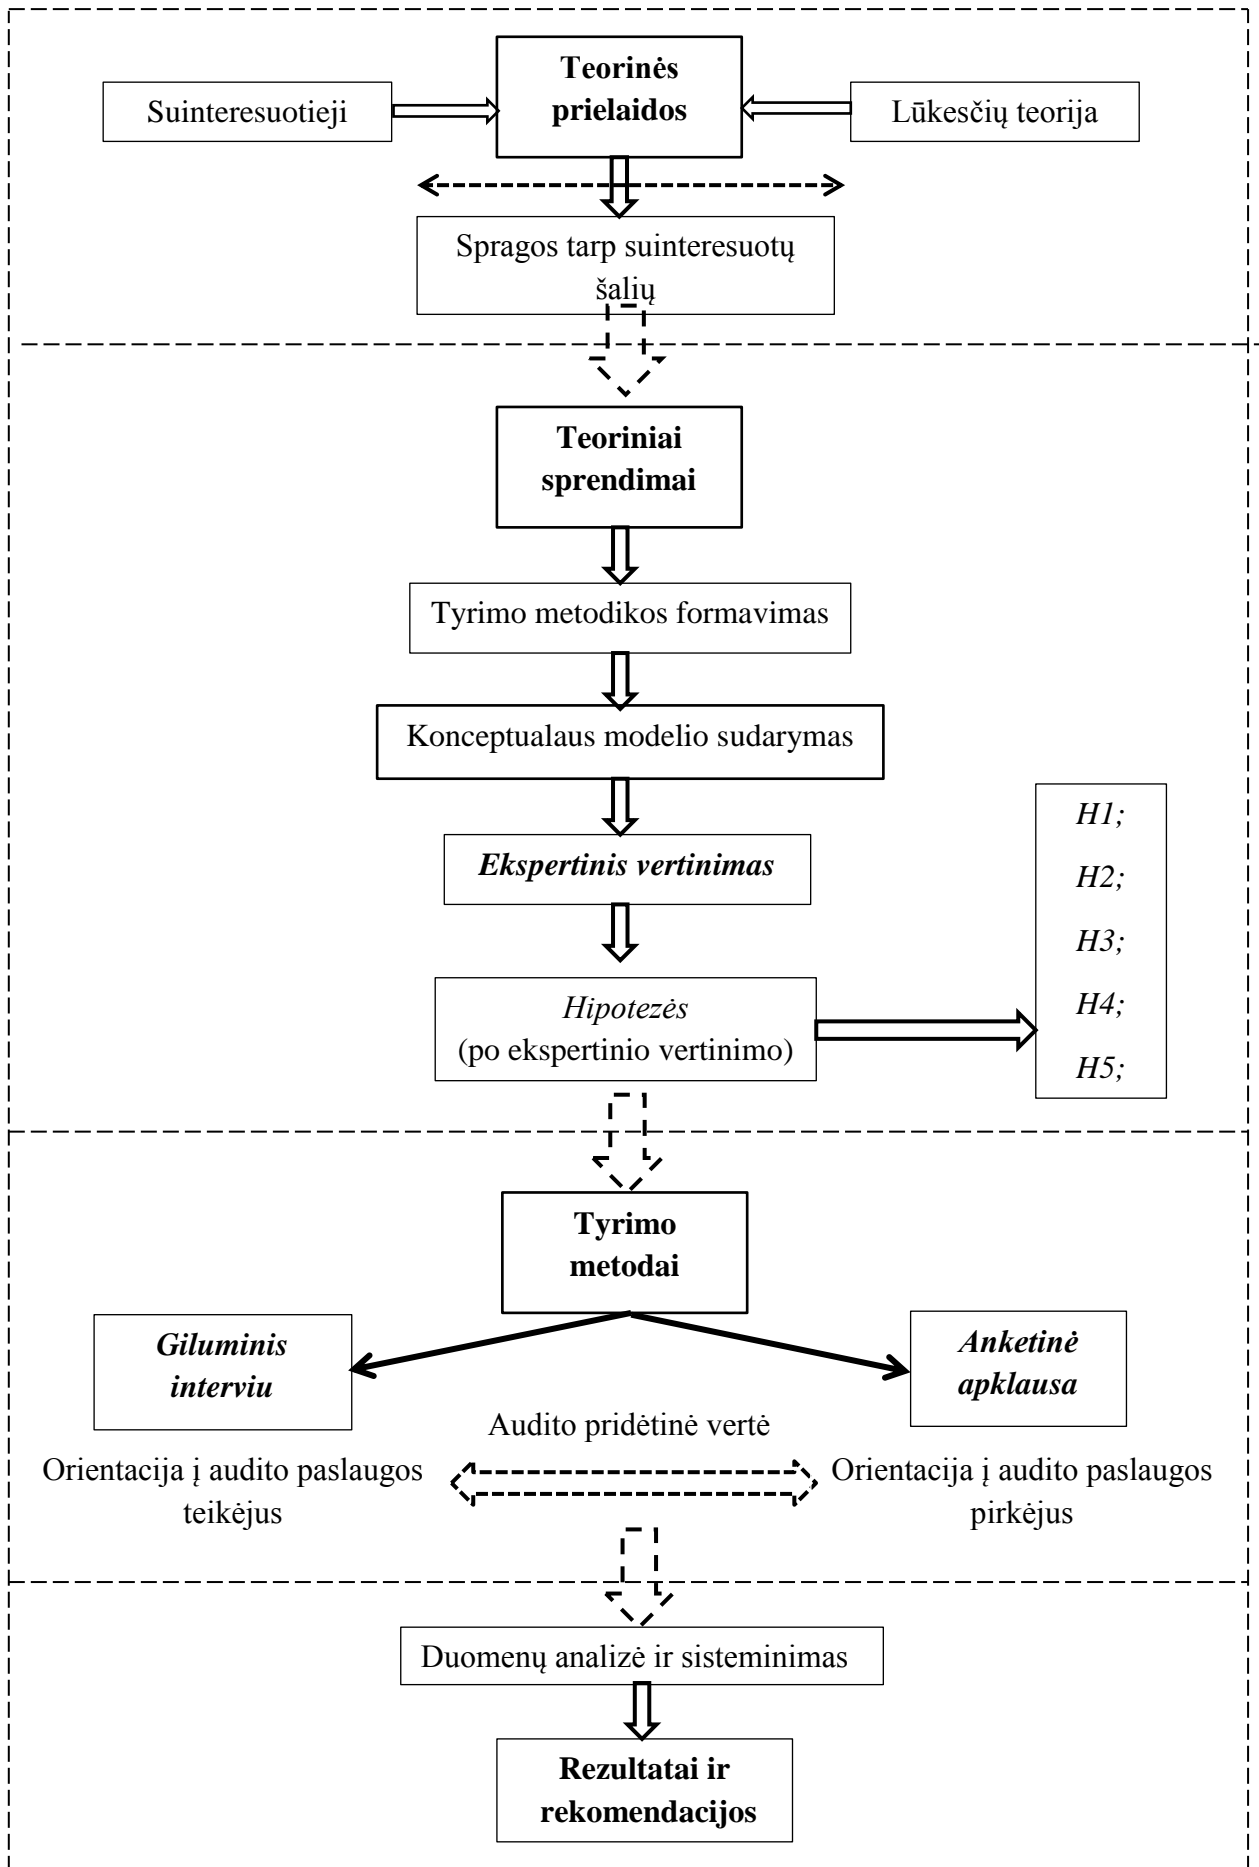 Teorinės
prielaidos
Suinteresuotieji
Lūkesčių teorija
Spragos tarp suinteresuotų
šalių
Teoriniai
sprendimai
Tyrimo metodikos formavimas
Konceptualaus modelio sudarymas
Ekspertinis vertinimas
Hipotezės
(po ekspertinio vertinimo)
H1;
H2;
H3;
H4;
H5;
Tyrimo
metodai
Giluminis
interviu
Anketinė
apklausa
Audito pridėtinė vertė
Orientacija į audito paslaugos
teikėjus
Orientacija į audito paslaugos
pirkėjus
Duomenų analizė ir sisteminimas
Rezultatai ir
rekomendacijos